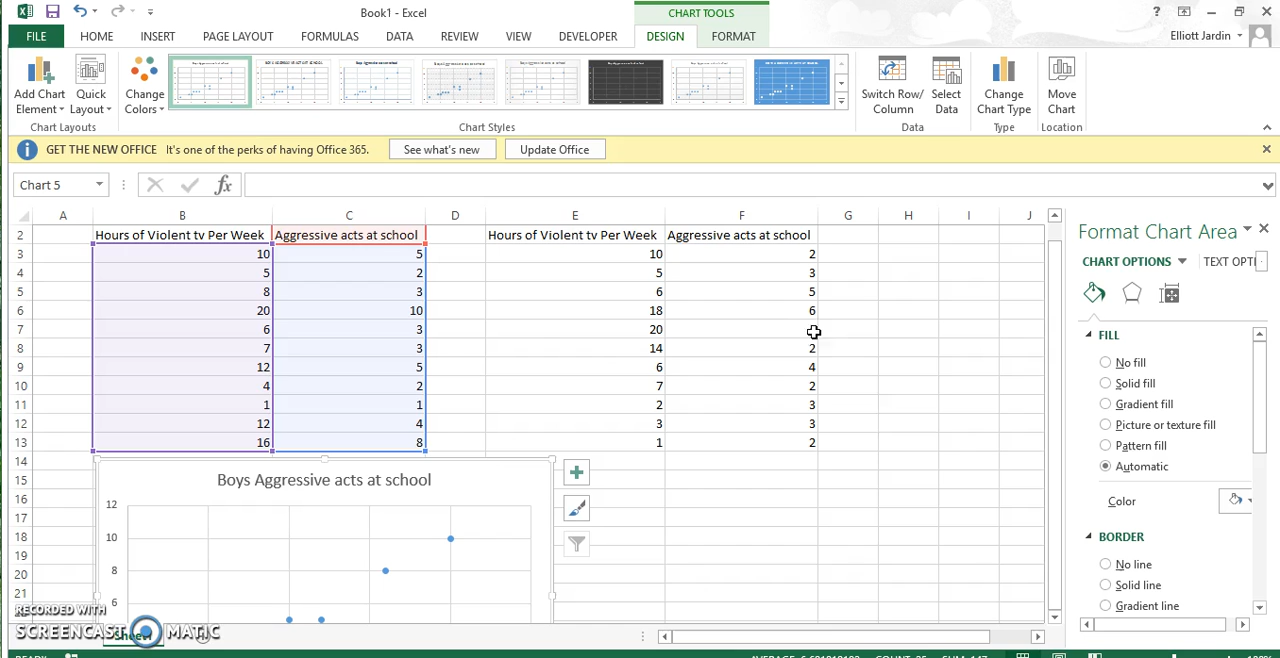 Book1 - Excel
CHART TOOLS
FILE HOME INSERT PAGE LAYOUT FORMULAS DATA REVIEW VIEW DEVELOPER DESIGN FORMAT
Elliott Jardin
Add Chart Element
Quick Layout
Change Colors
Switch Row/ Column
Select Data
Change Chart Type
Move Chart
Chart Layouts
Chart Styles
Data
Type
Location
GET THE NEW OFFICE It's one of the perks of having Office 365. See what's new Update Office
Chart 5
fx
A B C D E F G H I J
2 Hours of Violent tv Per Week Aggressive acts at school Hours of Violent tv Per Week Aggressive acts at school
3 10 5 10 2
4 5 2 5 3
5 8 3 6 5
6 20 10 18 6
7 6 3 20
8 7 3 14 2
9 12 5 6 4
10 4 2 7 2
11 1 1 2 3
12 12 4 3 3
13 16 8 1 2
14
15
16
17
18
19
20
21
Boys Aggressive acts at school
12
10
8
6
Format Chart Area
CHART OPTIONS TEXT OPTI
FILL
No fill
Solid fill
Gradient fill
Picture or texture fill
Pattern fill
Automatic
Color
BORDER
No line
Solid line
Gradient line
RECORDED WITH
SCREENCAST MATIC